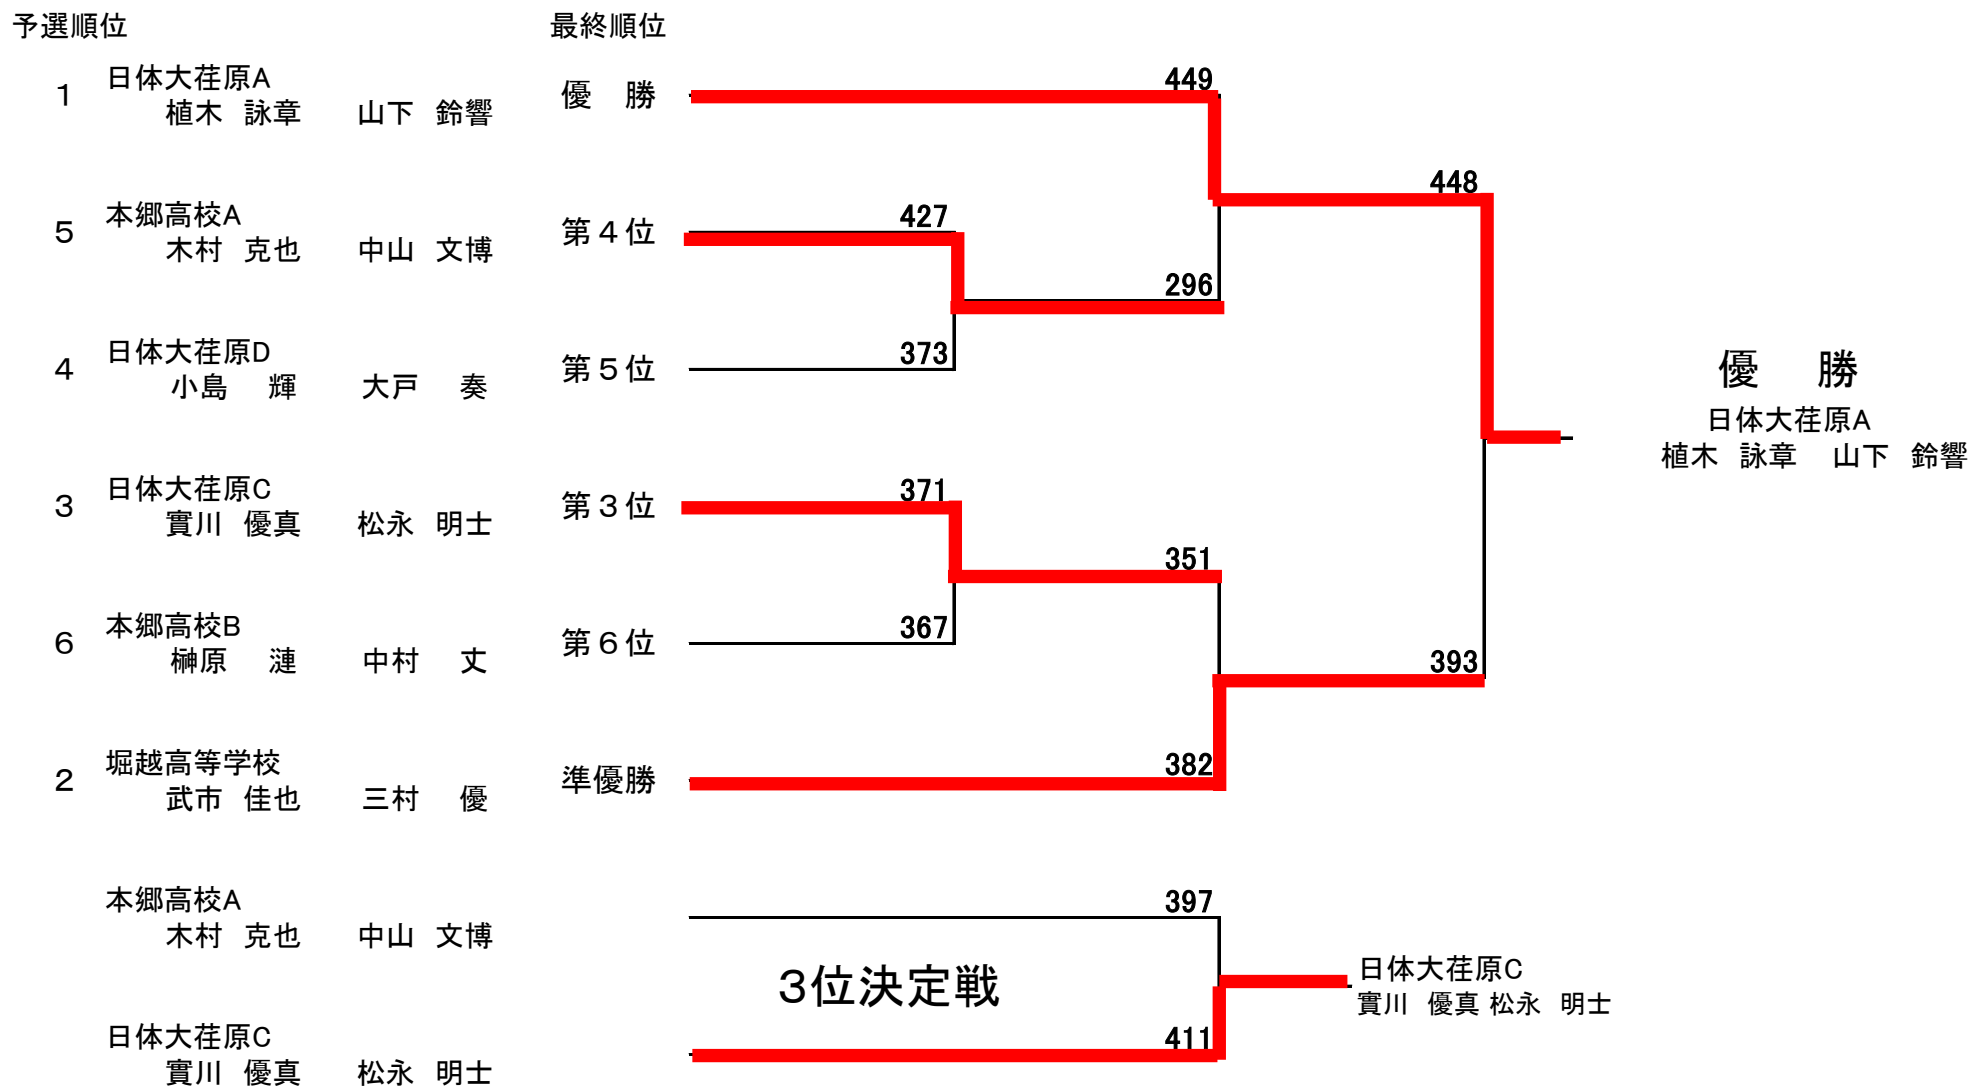 予選順位　最終順位
日体大荏原A
1　優　勝　449
植木　詠章　山下　鈴響
448
本郷高校A
5　第４位　427
木村　克也　中山　文博
296
日体大荏原D
4　第５位　373
小島　輝　大戸　奏
優　勝
日体大荏原A
植木　詠章　山下　鈴響
日体大荏原C
3　第３位　371
實川　優真　松永　明士
351
本郷高校B
6　第６位　367
榊原　漣　中村　丈
393
堀越高等学校
2　準優勝　382
武市　佳也　三村　優
本郷高校A
397
木村　克也　中山　文博
3位決定戦
日体大荏原C
實川　優真 松永　明士
日体大荏原C
411
實川　優真　松永　明士